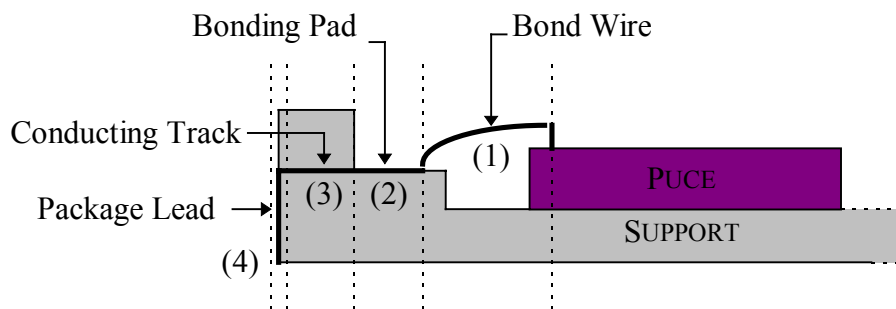 Bonding Pad
Bond Wire
Conducting Track
(1)
PUCE
(3)
(2)
Package Lead
SUPPORT
(4)